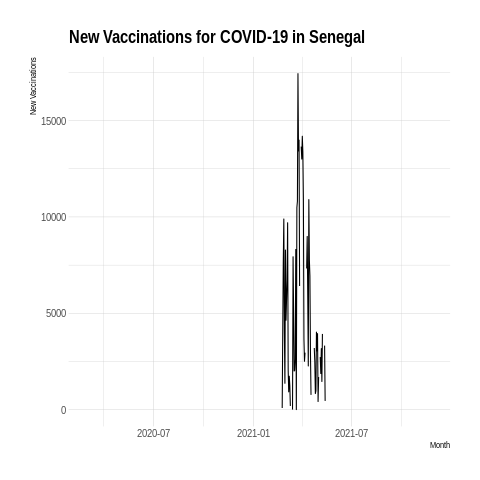 New Vaccinations for COVID-19 in Senegal
New Vaccinations
15000
10000
5000
0
2020-07 2021-01 2021-07
Month